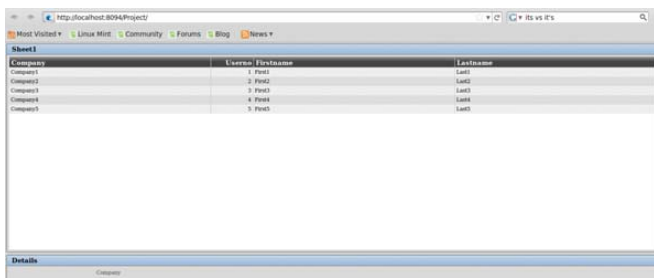 http://localhost:8094/Project/ its vs it's
Most Visited Linux Mint Community Forums Blog News
Sheet1
Company Userno Firstname Lastname
Company1 1 First1 Last1
Company2 2 First2 Last2
Company3 3 First3 Last3
Company4 4 First4 Last4
Company5 5 First5 Last5
Details
Company